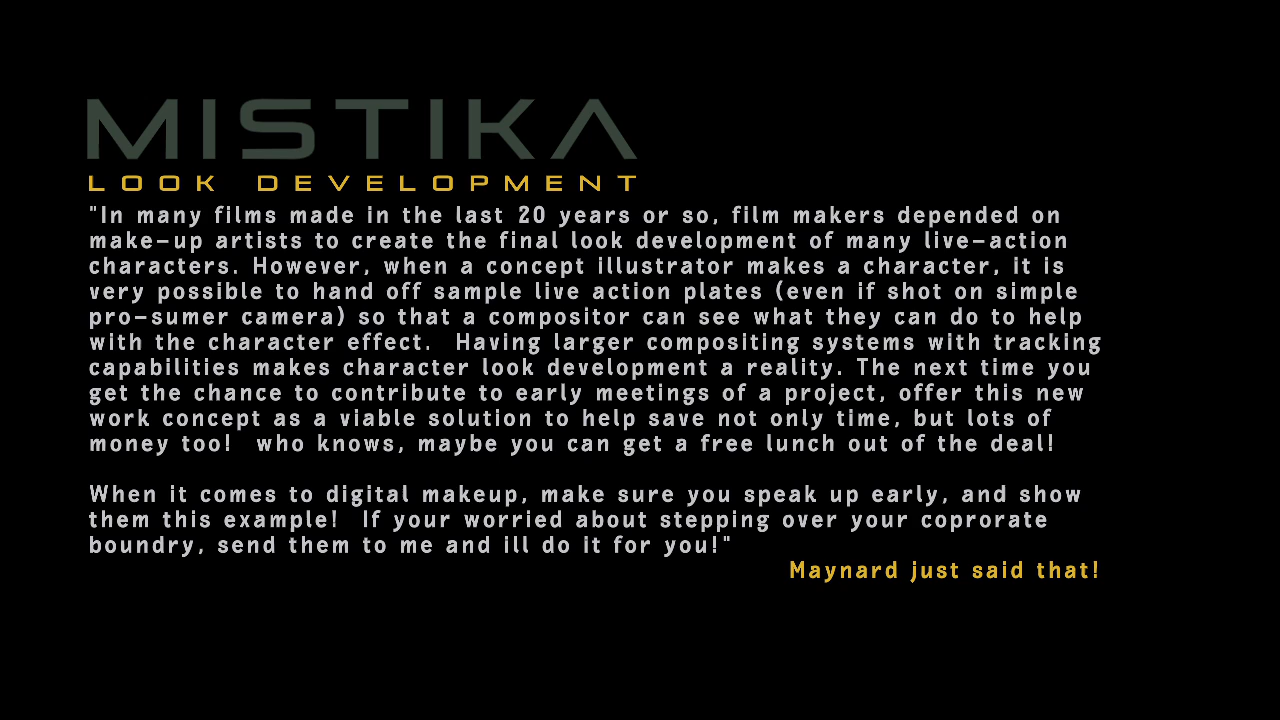 MISTIKA
LOOK DEVELOPMENT
"In many films made in the last 20 years or so, film makers depended on
make-up artists to create the final look development of many live-action
characters. However, when a concept illustrator makes a character, it is
very possible to hand off sample live action plates (even if shot on simple
pro-sumer camera) so that a compositor can see what they can do to help
with the character effect.  Having larger compositing systems with tracking
capabilities makes character look development a reality. The next time you
get the chance to contribute to early meetings of a project, offer this new
work concept as a viable solution to help save not only time, but lots of
money too!  who knows, maybe you can get a free lunch out of the deal!
When it comes to digital makeup, make sure you speak up early, and show
them this example!  If your worried about stepping over your coprorate
boundry, send them to me and ill do it for you!"
Maynard just said that!